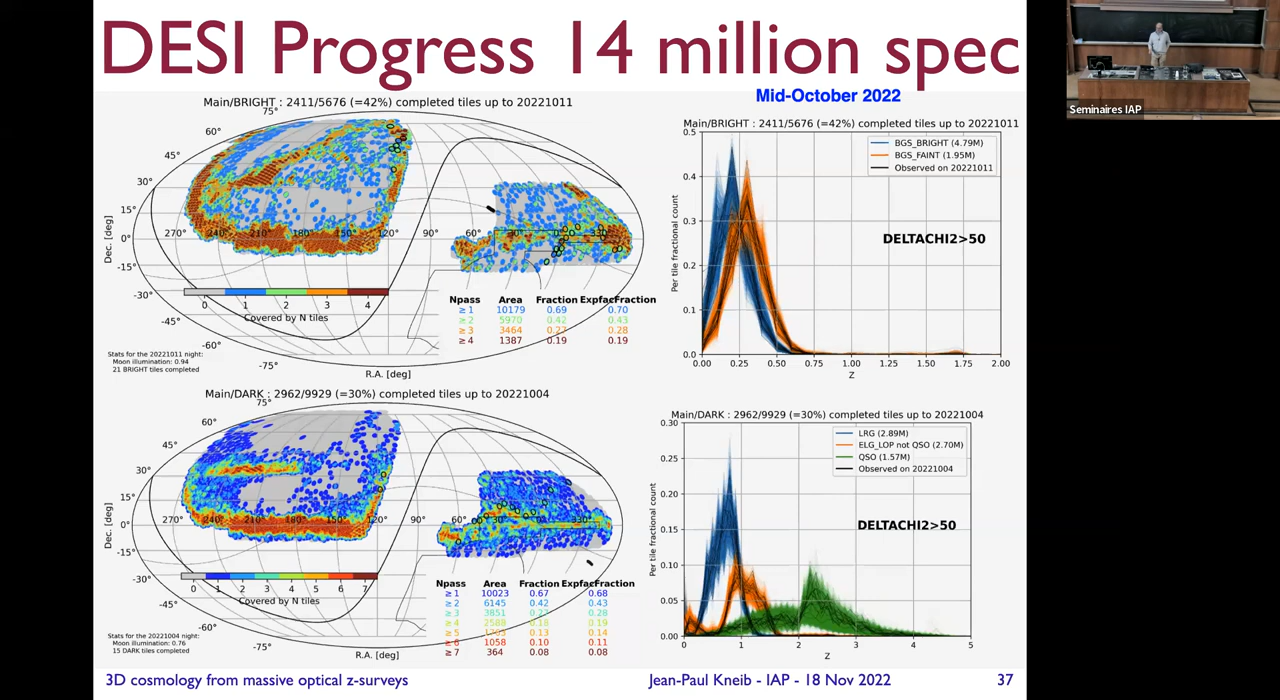 DESI Progress 14 million spec
Mid-October 2022
Seminaires IAP
Main/BRIGHT : 2411/5676 (=42%) completed tiles up to 20221011
75°
60°
45°
30°
15°
0°
-15°
-30°
-45°
-60°
-75°
270° 240° 210° 180° 150° 120° 90° 60° 30° 0° 330°
Dec. [deg]
R.A. [deg]
0 1 2 3 4
Covered by N tiles
Npass Area Fraction ExpfacFraction
≥ 1 10179 0.69 0.70
≥ 2 5970 0.42 0.43
≥ 3 3464 0.27 0.28
≥ 4 1387 0.19 0.19
Stats for the 20221011 night:
Moon illumination: 0.94
21 BRIGHT tiles completed
Main/BRIGHT : 2411/5676 (=42%) completed tiles up to 20221011
BGS_BRIGHT (4.79M)
BGS_FAINT (1.95M)
Observed on 20221011
DELTACHI2>50
Per tile fractional count
0.5
0.4
0.3
0.2
0.1
0.0
0.00 0.25 0.50 0.75 1.00 1.25 1.50 1.75 2.00
Z
Main/DARK : 2962/9929 (=30%) completed tiles up to 20221004
75°
60°
45°
30°
15°
0°
-15°
-30°
-45°
-60°
-75°
270° 240° 210° 180° 150° 120° 90° 60° 30° 0° 330°
Dec. [deg]
R.A. [deg]
0 1 2 3 4 5 6 7
Covered by N tiles
Npass Area Fraction ExpfacFraction
≥ 1 10023 0.67 0.68
≥ 2 6145 0.42 0.43
≥ 3 3851 0.27 0.28
≥ 4 2588 0.18 0.19
≥ 5 0.13 0.14
≥ 6 1058 0.10 0.11
≥ 7 364 0.08 0.08
Stats for the 20221004 night:
Moon illumination: 0.76
15 DARK tiles completed
Main/DARK : 2962/9929 (=30%) completed tiles up to 20221004
LRG (2.89M)
ELG_LOP not QSO (2.70M)
QSO (1.57M)
Observed on 20221004
DELTACHI2>50
Per tile fractional count
0.30
0.25
0.20
0.15
0.10
0.05
0.00
0 1 2 3 4 5
Z
3D cosmology from massive optical z-surveys
Jean-Paul Kneib - IAP - 18 Nov 2022
37